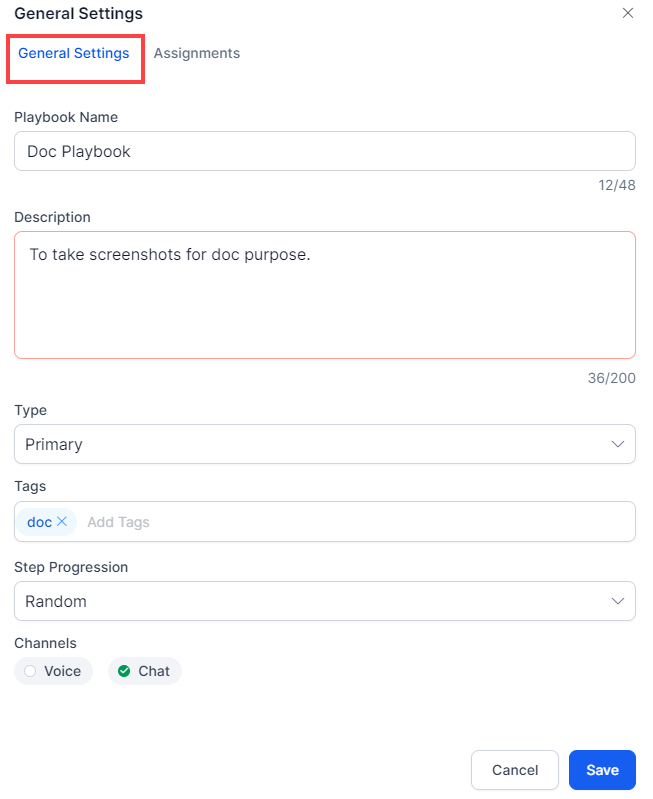 General Settings
General Settings Assignments
Playbook Name
Doc Playbook
12/48
Description
To take screenshots for doc purpose.
36/200
Type
Primary
Tags
doc Add Tags
Step Progression
Random
Channels
Voice Chat
Cancel Save